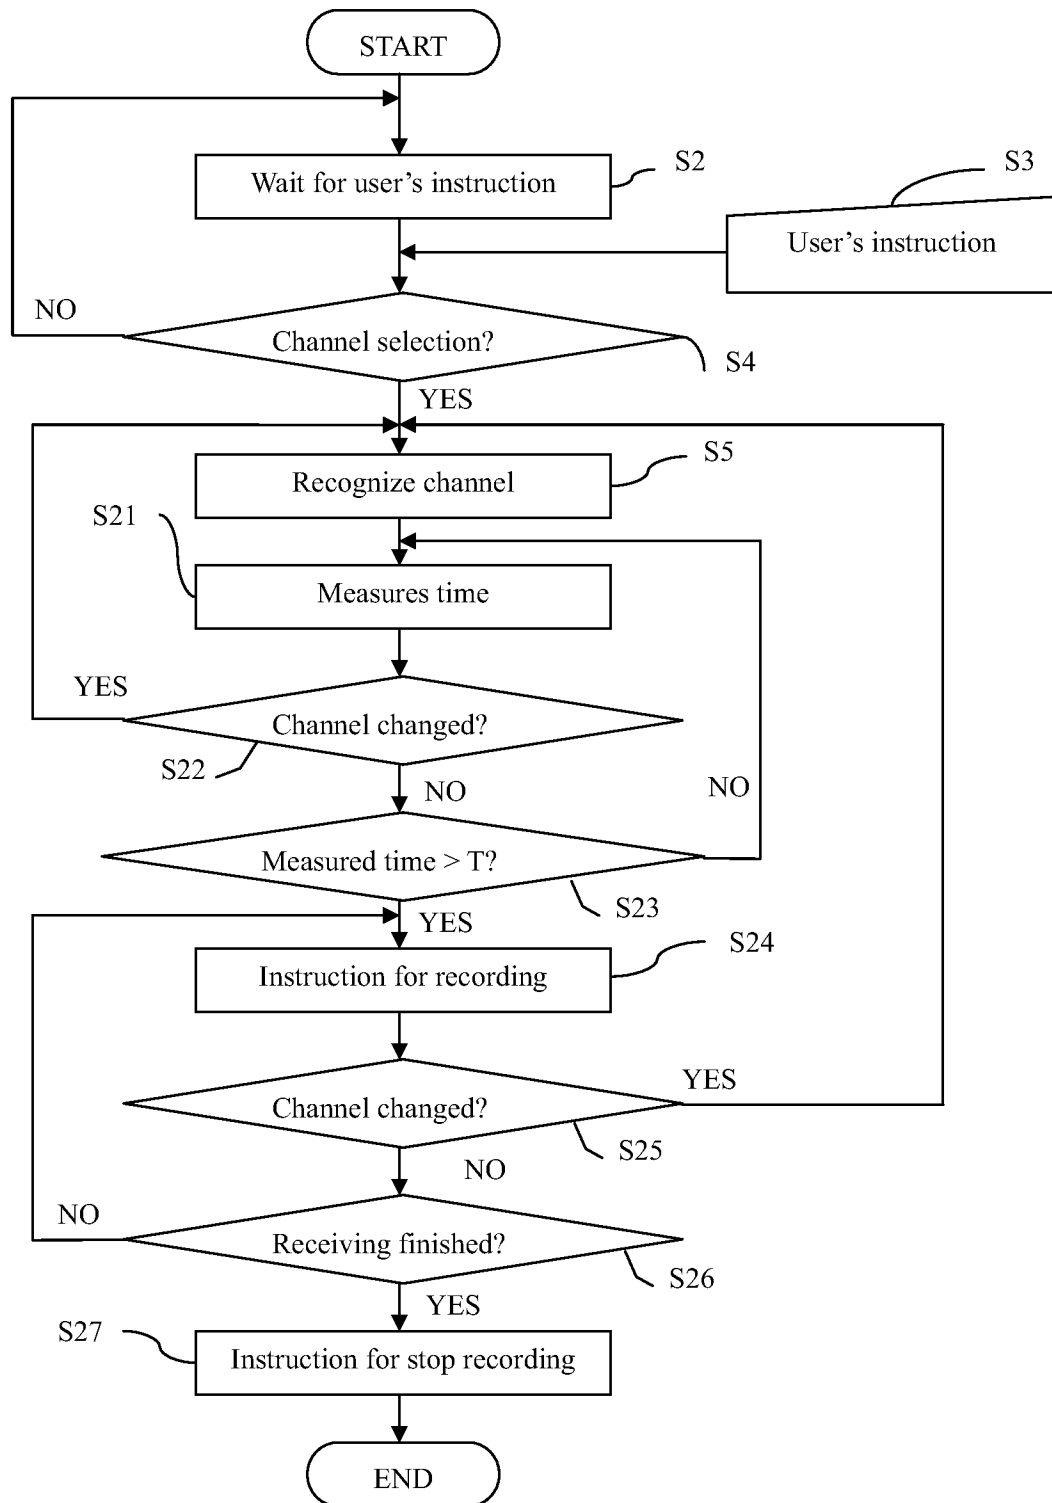 START
Wait for user's instruction
S2
S3
User's instruction
NO
Channel selection?
S4
YES
S5
Recognize channel
S21
Measures time
YES
Channel changed?
S22
NO
NO
Measured time > T?
S23
YES
S24
Instruction for recording
YES
Channel changed?
S25
NO
NO
Receiving finished?
S26
YES
S27
Instruction for stop recording
END